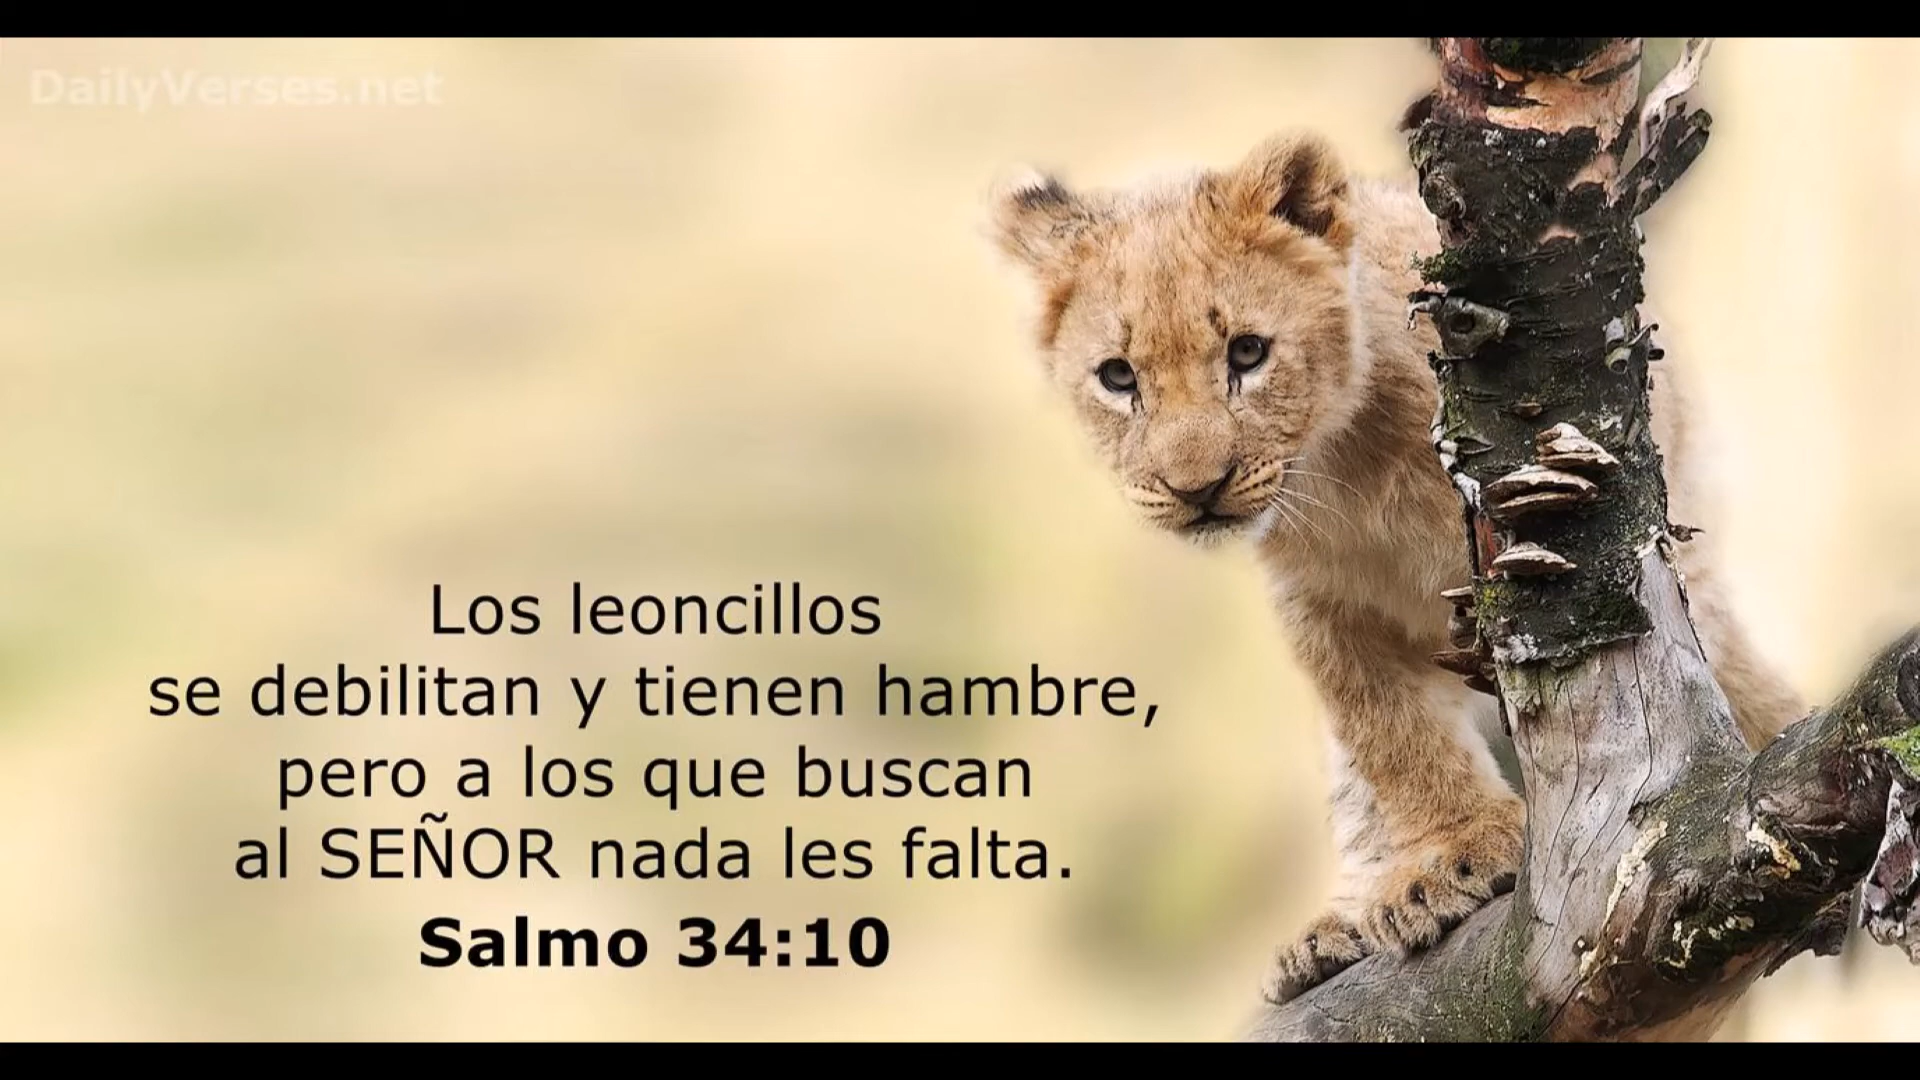 DailyVerses.net
Los leoncillos
se debilitan y tienen hambre,
pero a los que buscan
al SEÑOR nada les falta.
Salmo 34:10